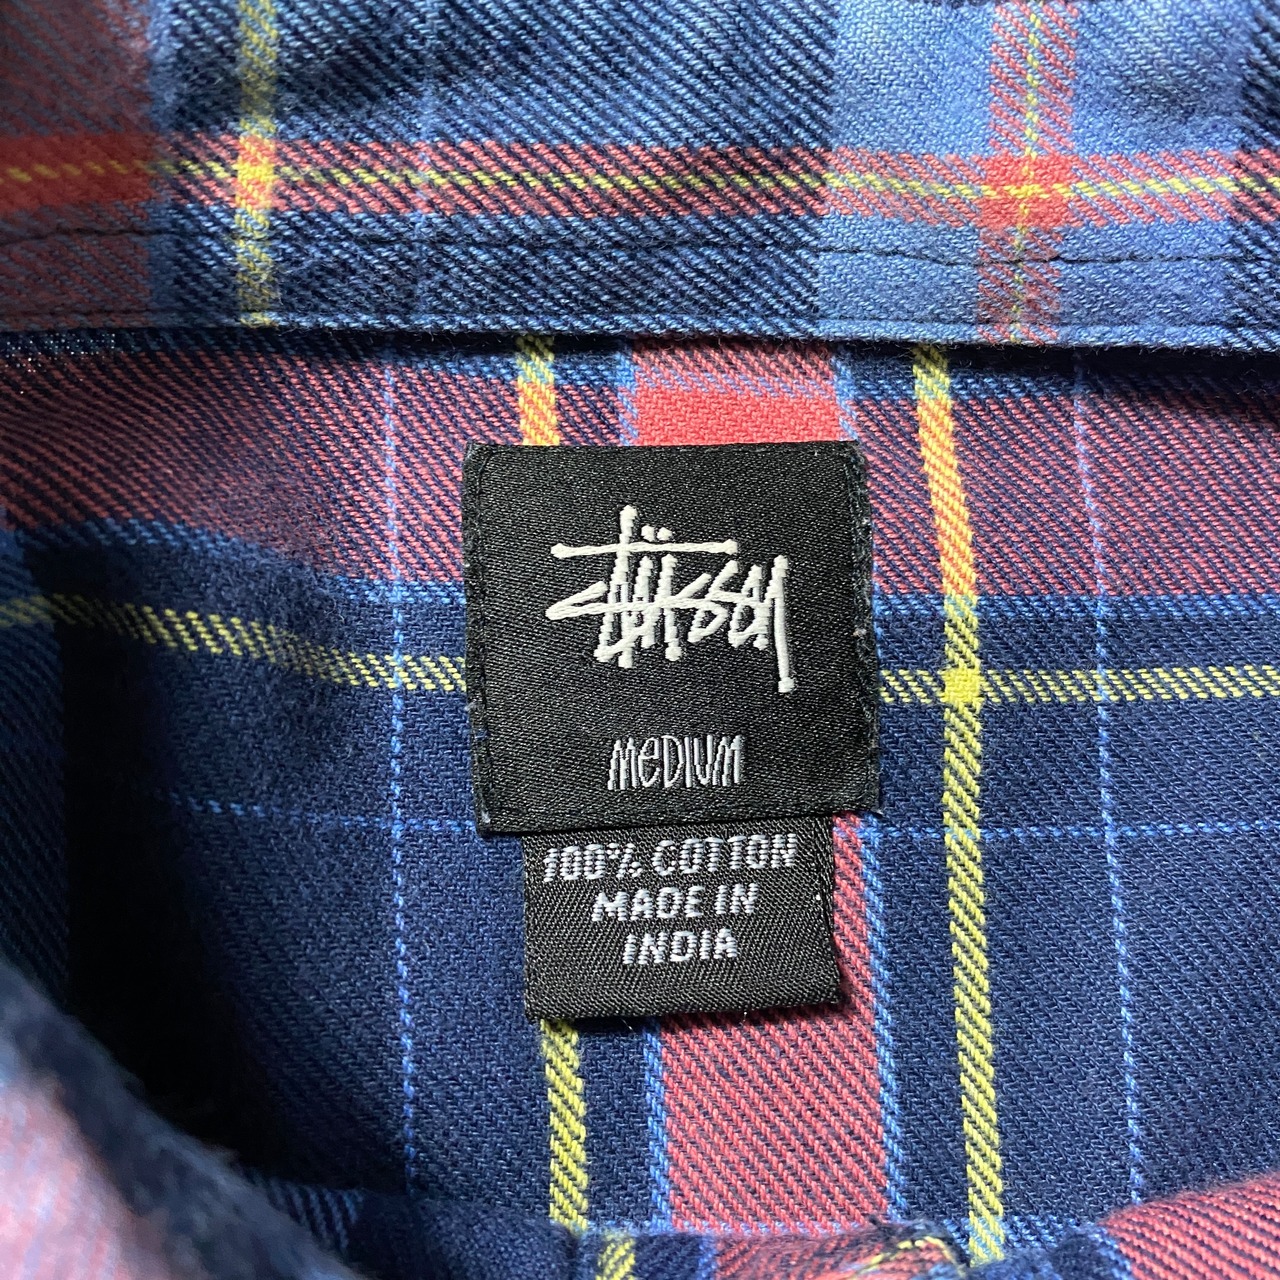 Stüssy
MEDIUM
100% COTTON
MADE IN
INDIA